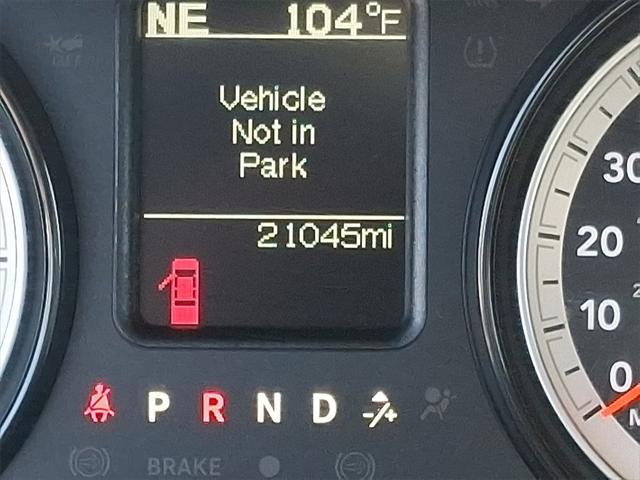 NE 104°F
Vehicle
Not in
Park
21045mi
30
20
10
0
P R N D -/+
BRAKE